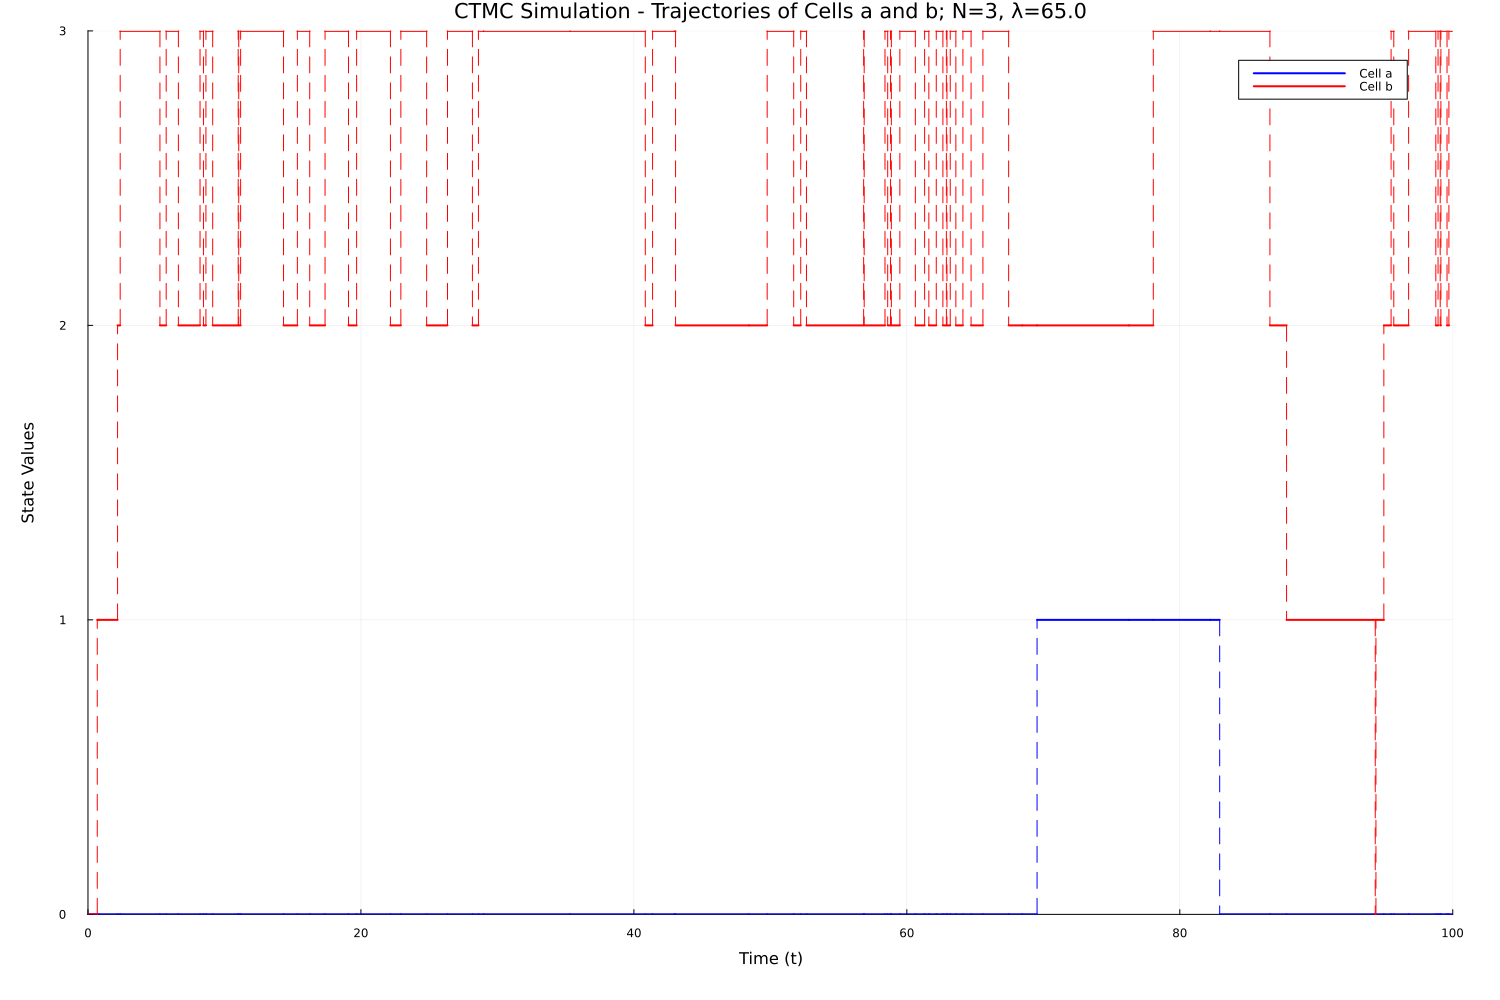 CTMC Simulation - Trajectories of Cells a and b; N=3, λ=65.0
3
Cell a
Cell b
2
State Values
1
0
0 20 40 60 80 100
Time (t)